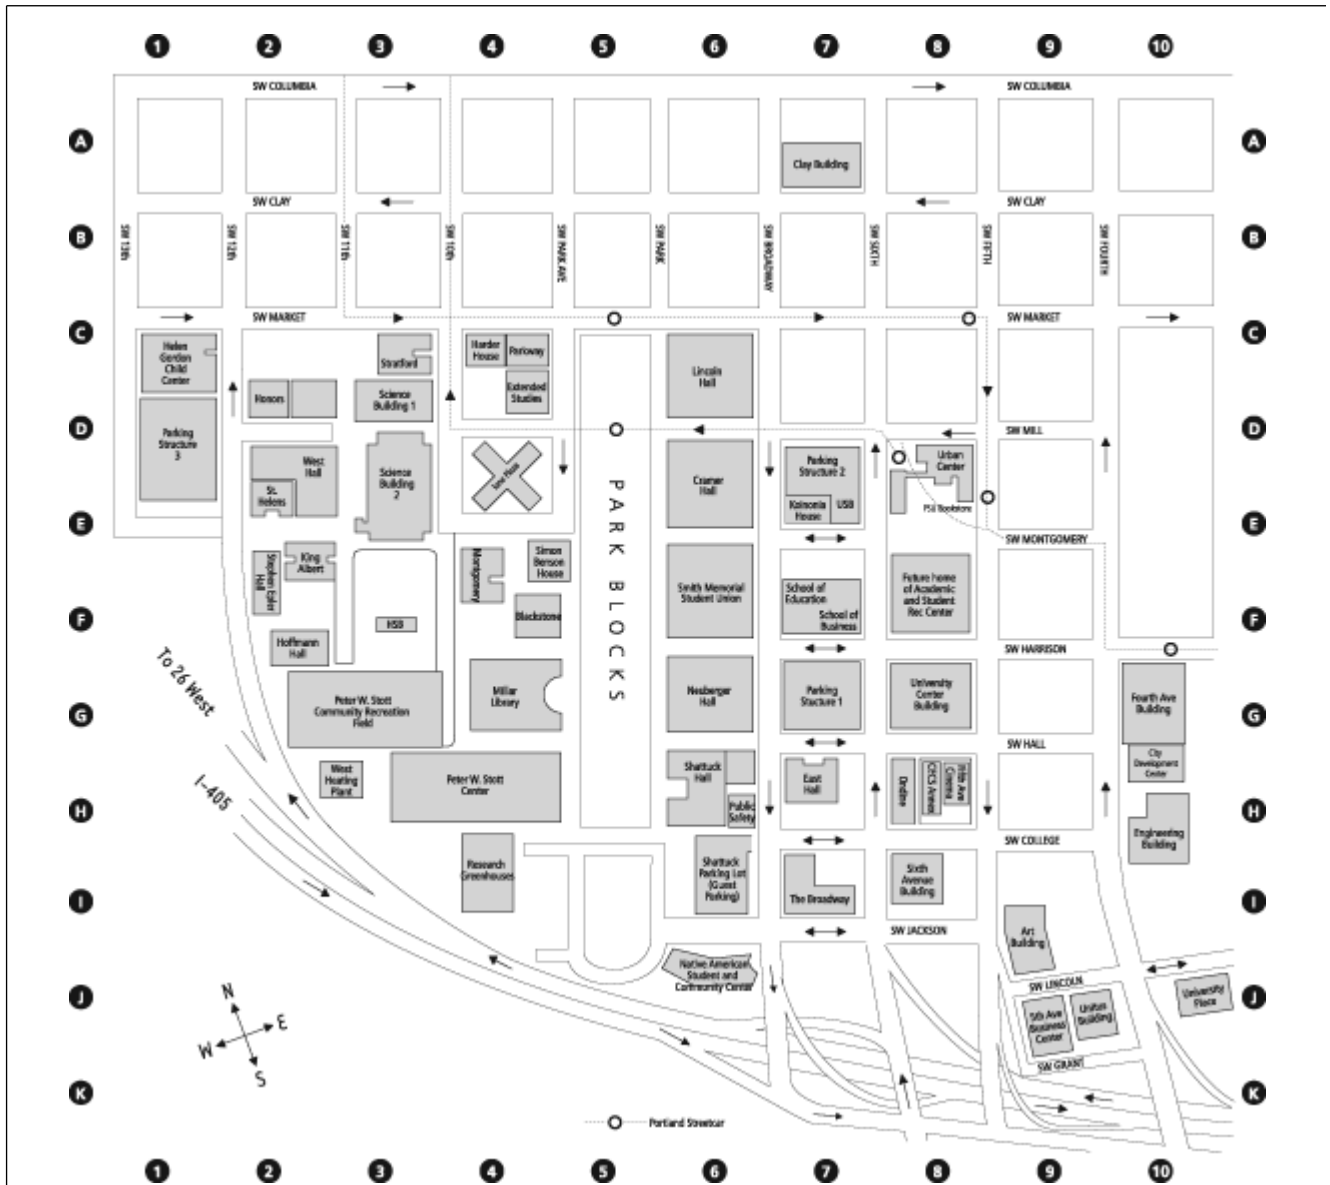 1 2 3 4 5 6 7 8 9 10
SW COLUMBIA SW COLUMBIA
A A
Clay Building
SW CLAY SW CLAY
B B
SW 13th SW 12th SW 11th SW 10th SW PARK AVE SW PARK SW BROADWAY SW SIXTH SW FIFTH SW FOURTH
SW MARKET SW MARKET
C C
Helen
Gordon
Child
Center
Stratford
Harder
House
Parkway
Lincoln
Hall
Honors
Science
Building 1
Extended
Studies
D D
SW MILL
Parking
Structure
3
West
Hall
St.
Helens
Science
Building
2
Cramer
Hall
Parking
Structure 2
Koinonia
House
USB
Urban
Center
PSU Bookstore
E E
SW MONTGOMERY
PARK BLOCKS
Stephen Epler
Hall
King
Albert
Montgomery
Simon
Benson
House
Smith Memorial
Student Union
School of
Education
School of
Business
Future home
of Academic
and Student
Rec Center
F F
HSB
Blackstone
Hoffmann
Hall
SW HARRISON
To 26 West
Peter W. Stott
Community Recreation
Field
Millar
Library
Neuberger
Hall
Parking
Stucture 1
University
Center
Building
Fourth Ave
Building
G G
SW HALL
City
Development
Center
I-405
West
Heating
Plant
Peter W. Stott
Center
Shattuck
Hall
Public
Safety
East
Hall
Ondine
CECS Annex
Fifth Ave
Cinema
H H
SW COLLEGE
Engineering
Building
Research
Greenhouses
Shattuck
Parking Lot
(Guest
Parking)
The Broadway
Sixth
Avenue
Building
I I
SW JACKSON
Art
Building
Native American
Student and
Community Center
SW LINCOLN
J J
N
W E
S
5th Ave
Business
Center
Unitus
Building
University
Place
SW GRANT
K K
Portland Streetcar
1 2 3 4 5 6 7 8 9 10